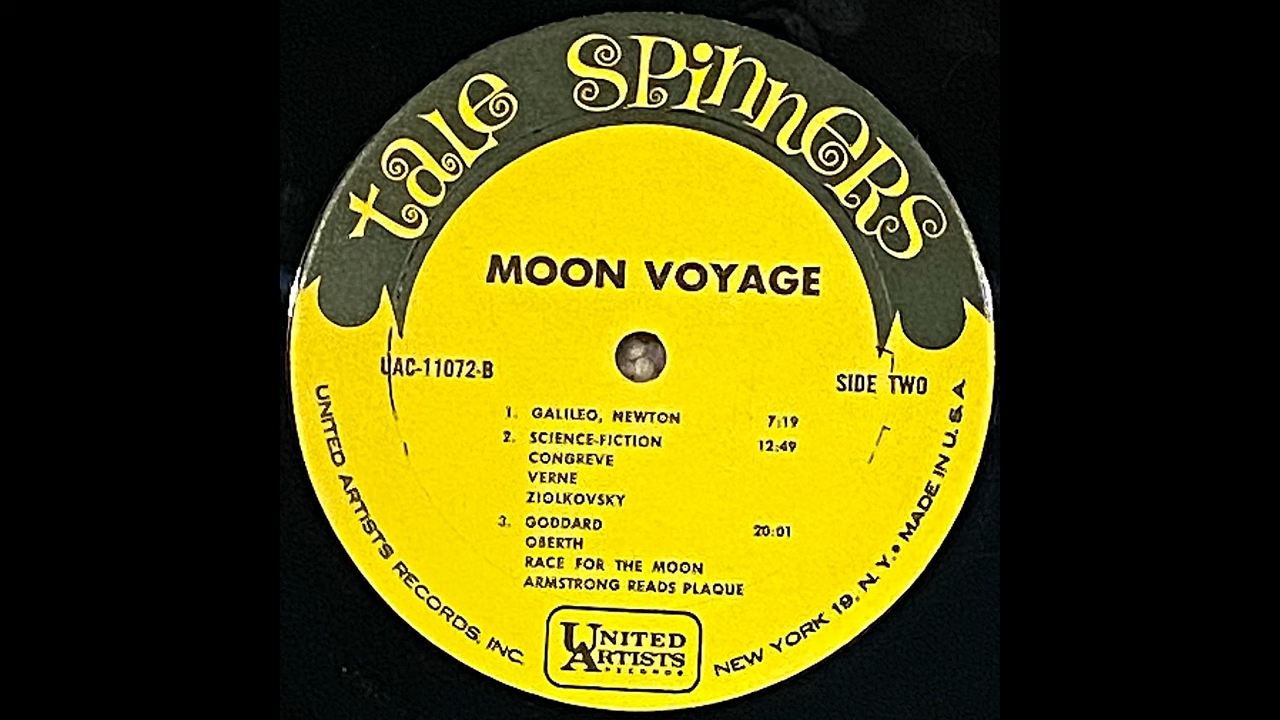 tale SPinneRS
MOON VOYAGE
UAC-11072-B
SIDE TWO
1. GALILEO, NEWTON 7:19
2. SCIENCE-FICTION 12:49
CONGREVE
VERNE
ZIOLKOVSKY
3. GODDARD 20:01
OBERTH
RACE FOR THE MOON
ARMSTRONG READS PLAQUE
UNITED ARTISTS RECORDS, INC.
UNITED
ARTISTS
RECORDS
NEW YORK 19, N. Y. • MADE IN U. S. A.